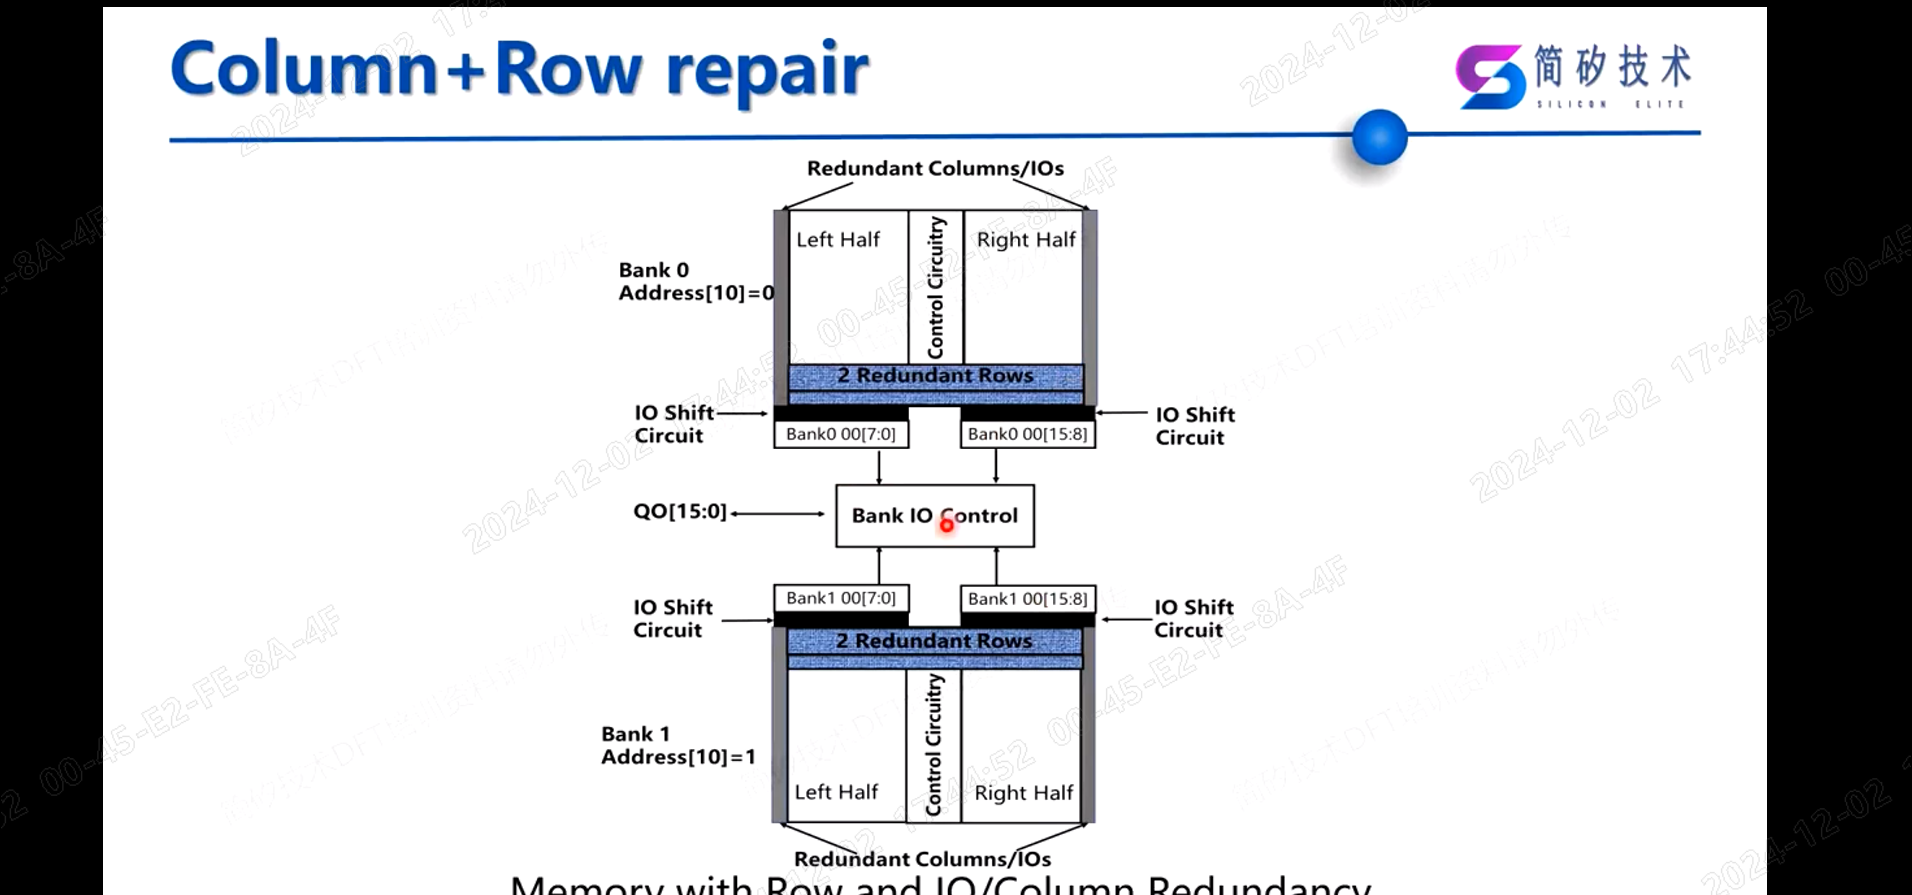 Column+Row repair
简矽技术
SILICON ELITE
Redundant Columns/IOs
Left Half
Control Circuitry
Right Half
Bank 0
Address[10]=0
2 Redundant Rows
IO Shift
Circuit
IO Shift
Circuit
Bank0 00[7:0]
Bank0 00[15:8]
QO[15:0]
Bank IO Control
Bank1 00[7:0]
Bank1 00[15:8]
IO Shift
Circuit
IO Shift
Circuit
2 Redundant Rows
Control Circuitry
Bank 1
Address[10]=1
Left Half
Right Half
Redundant Columns/IOs
Memory with Row and IO/Column Redundancy
2024-12-02 17:44:52 00-45-E2-FE-8A-4F